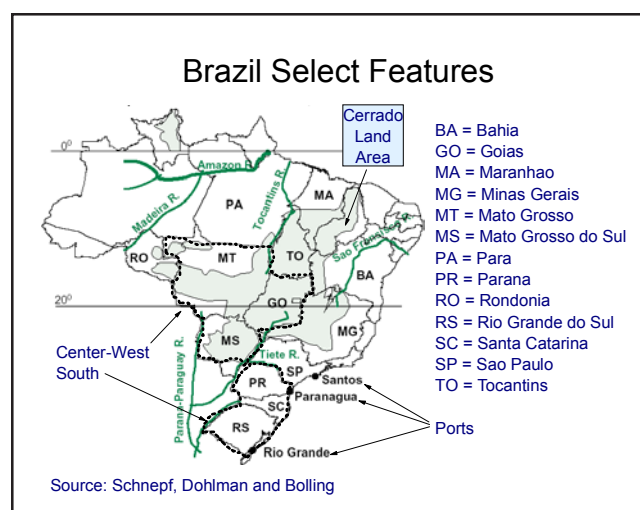 Brazil Select Features
Cerrado
Land
Area
0°
Amazon R.
Tocantins R.
Madeira R.
PA
MA
RO
MT
TO
Sao Francisco R.
BA
GO
20°
MG
MS
Center-West
South
Parana-Paraguay R.
Tiete R.
SP
PR
Santos
Paranagua
SC
RS
Rio Grande
Ports
BA = Bahia
GO = Goias
MA = Maranhao
MG = Minas Gerais
MT = Mato Grosso
MS = Mato Grosso do Sul
PA = Para
PR = Parana
RO = Rondonia
RS = Rio Grande do Sul
SC = Santa Catarina
SP = Sao Paulo
TO = Tocantins
Source: Schnepf, Dohlman and Bolling